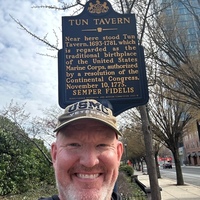 TUN TAVERN
Near here stood Tun
Tavern, 1693-1781, which
is regarded as the
traditional birthplace
of the United States
Marine Corps, authorized
by a resolution of the
Continental Congress,
November 10, 1775.
SEMPER FIDELIS
USMC